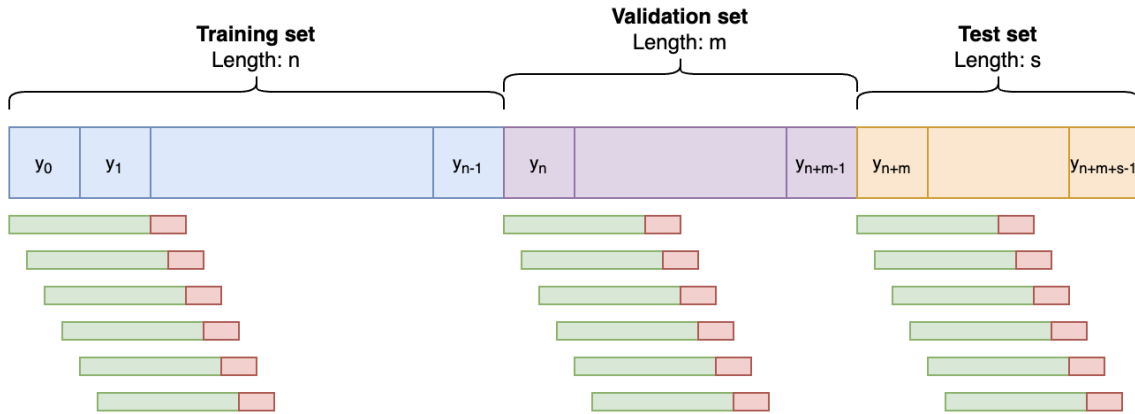 Training set
Length: n
Validation set
Length: m
Test set
Length: s
y₀ y₁ yₙ₋₁ yₙ yₙ₊ₘ₋₁ yₙ₊ₘ yₙ₊ₘ₊ₛ₋₁